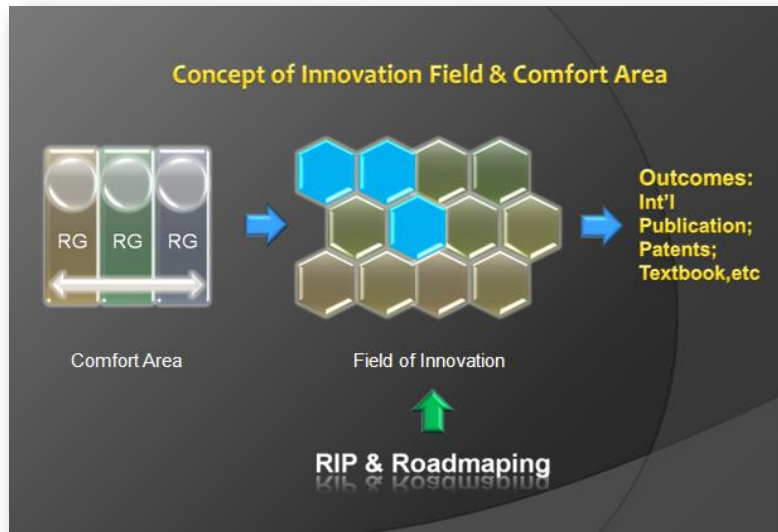 Concept of Innovation Field & Comfort Area
RG RG RG
Comfort Area
Field of Innovation
Outcomes:
Int'l
Publication;
Patents;
Textbook,etc
RIP & Roadmaping